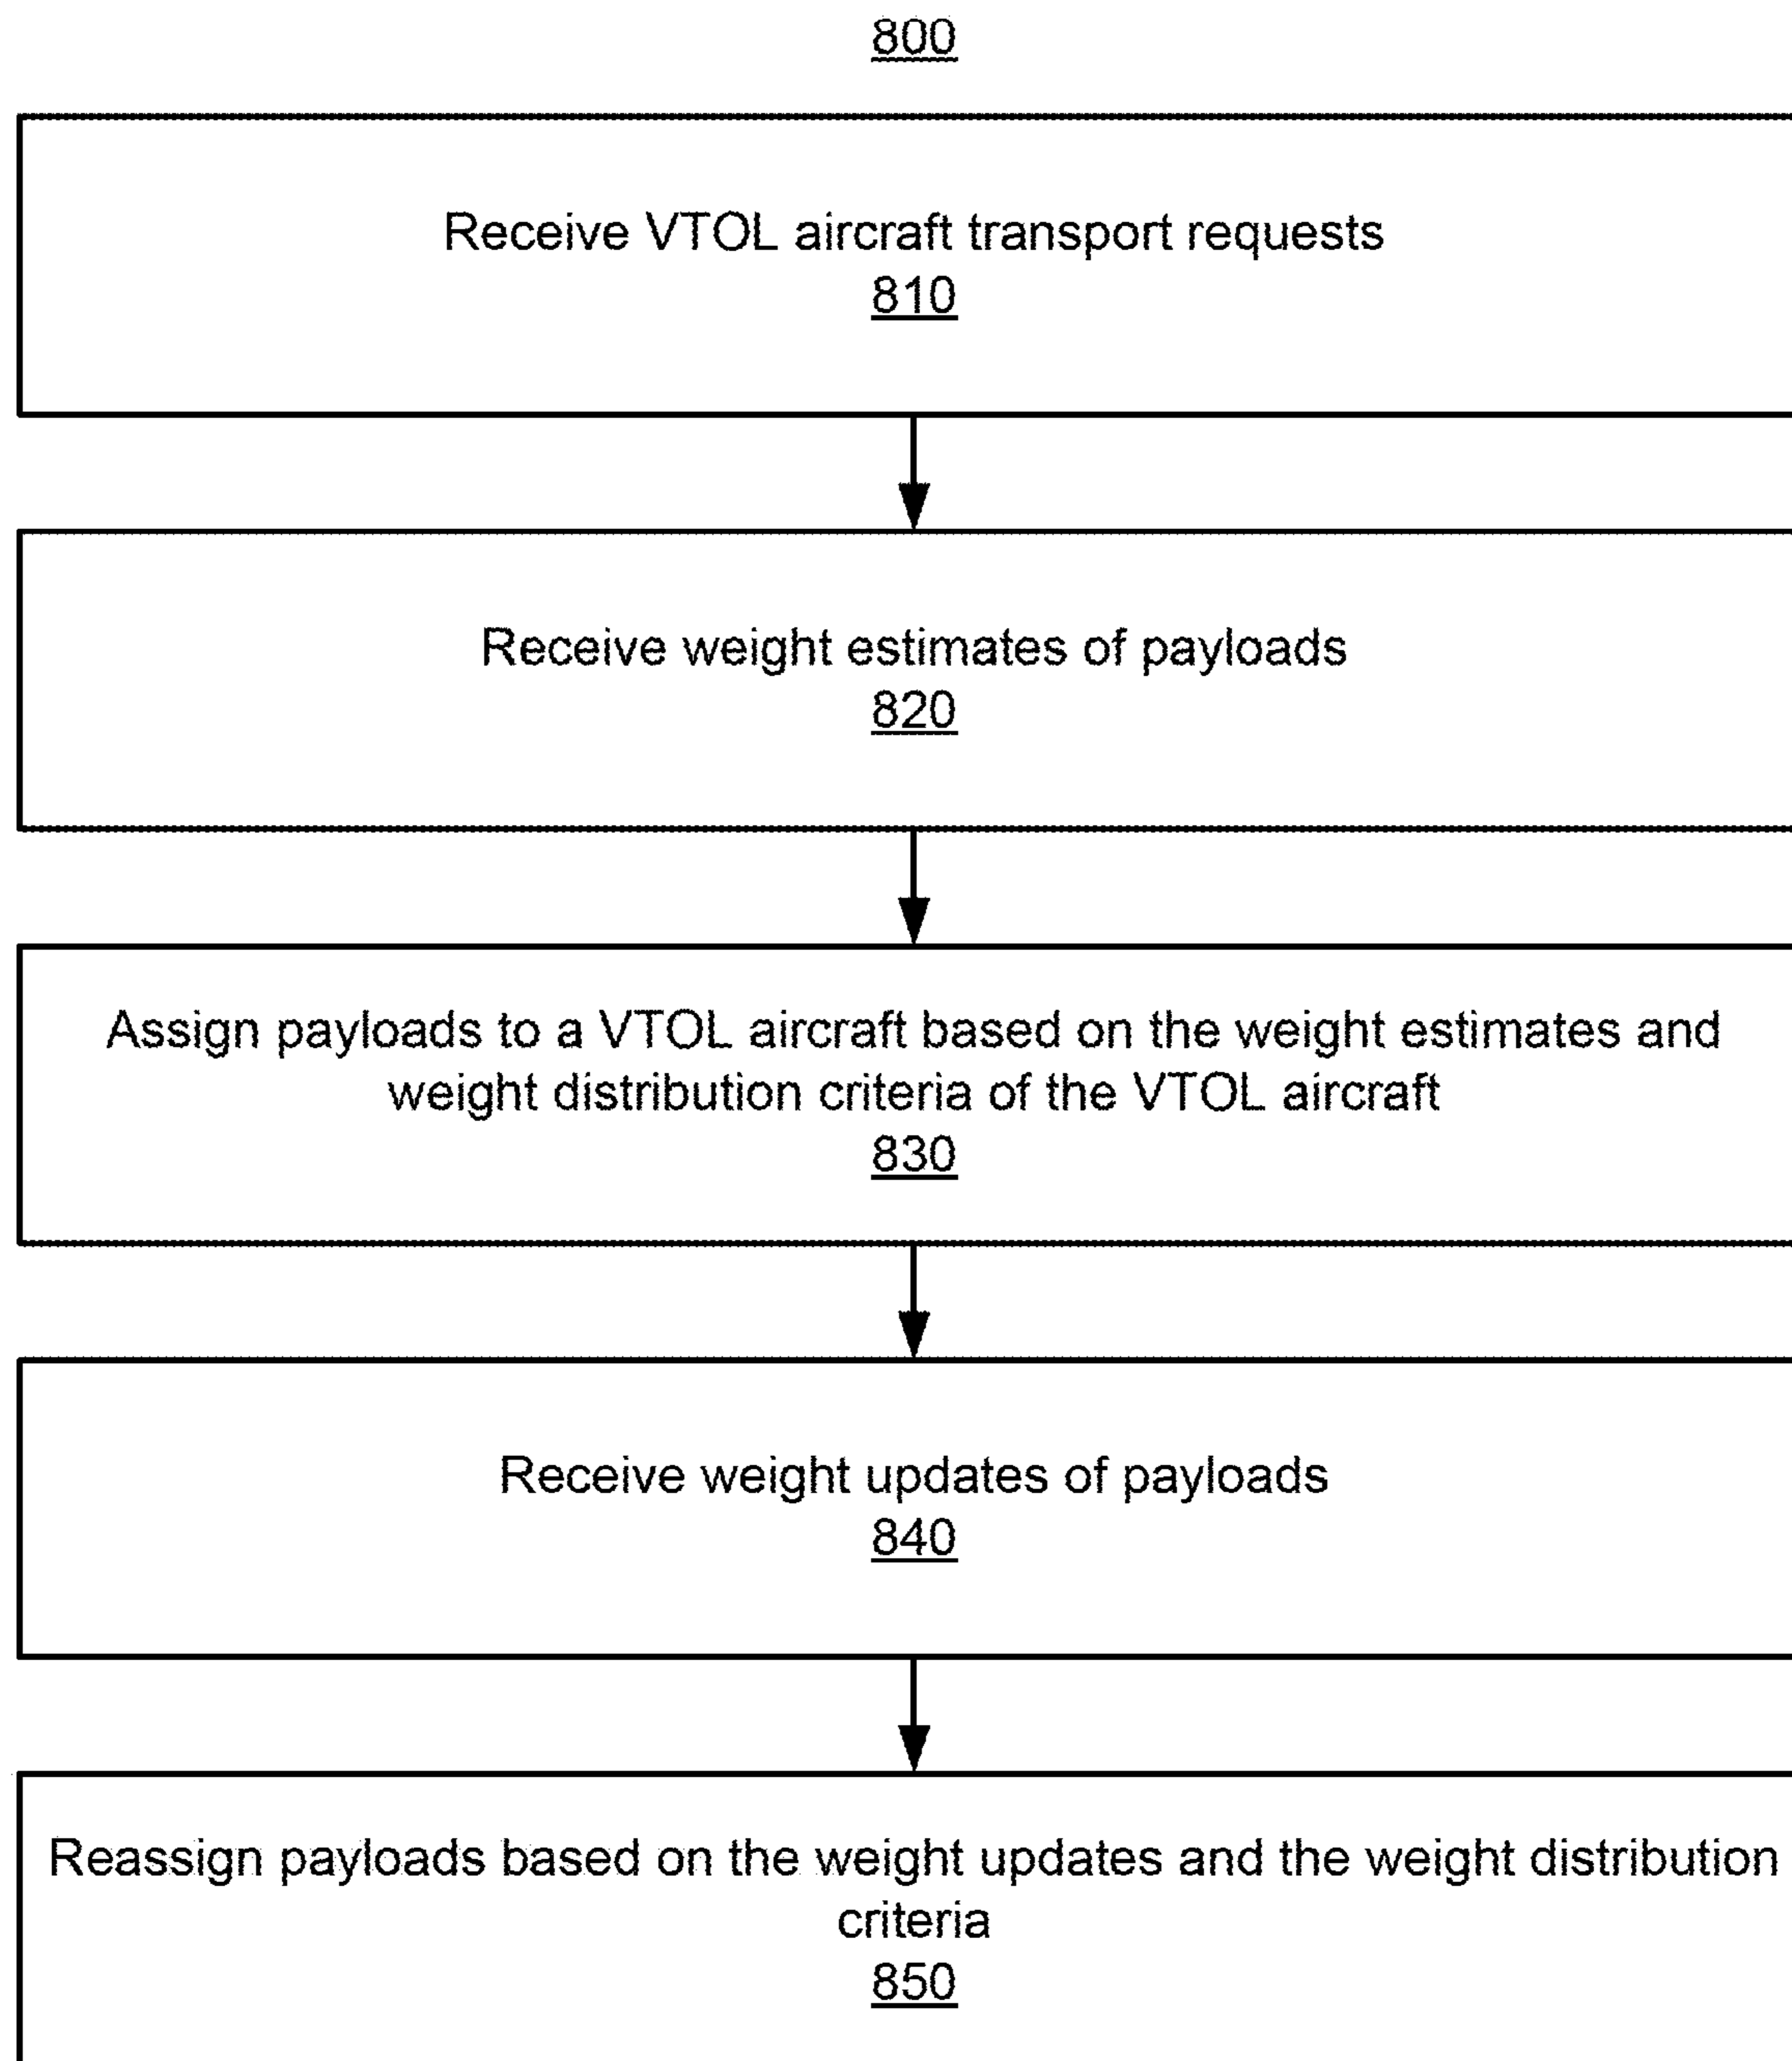 800
Receive VTOL aircraft transport requests
810
Receive weight estimates of payloads
820
Assign payloads to a VTOL aircraft based on the weight estimates and
weight distribution criteria of the VTOL aircraft
830
Receive weight updates of payloads
840
Reassign payloads based on the weight updates and the weight distribution
criteria
850